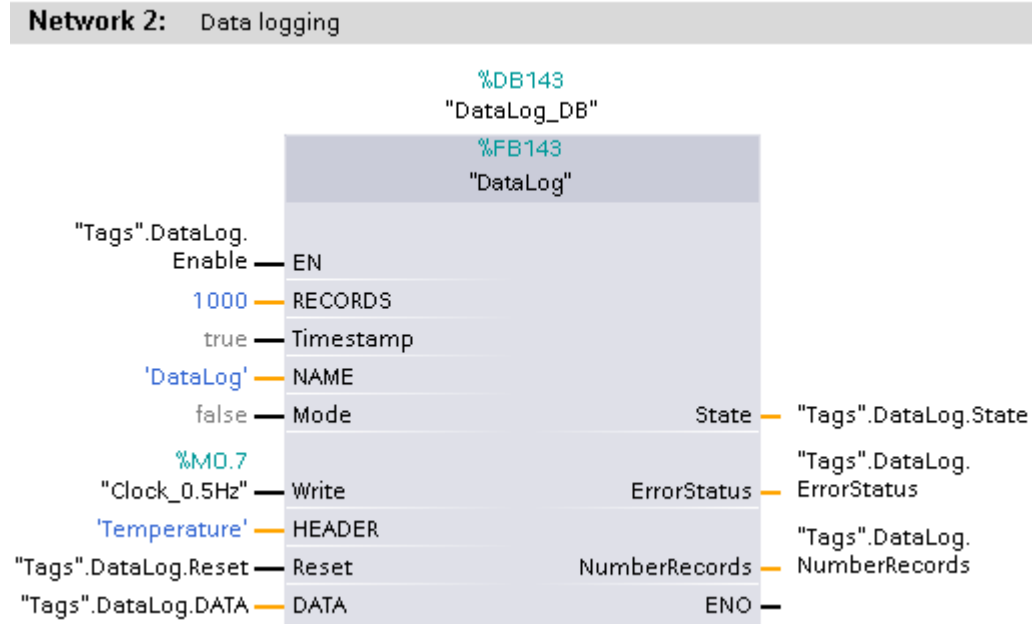 Network 2: Data logging
%DB143
"DataLog_DB"
%FB143
"DataLog"
"Tags".DataLog.
Enable EN
1000 RECORDS
true Timestamp
'DataLog' NAME
false Mode State "Tags".DataLog.State
%M0.7
"Clock_0.5Hz" Write ErrorStatus "Tags".DataLog.
ErrorStatus
'Temperature' HEADER
"Tags".DataLog.Reset Reset NumberRecords "Tags".DataLog.
NumberRecords
"Tags".DataLog.DATA DATA ENO